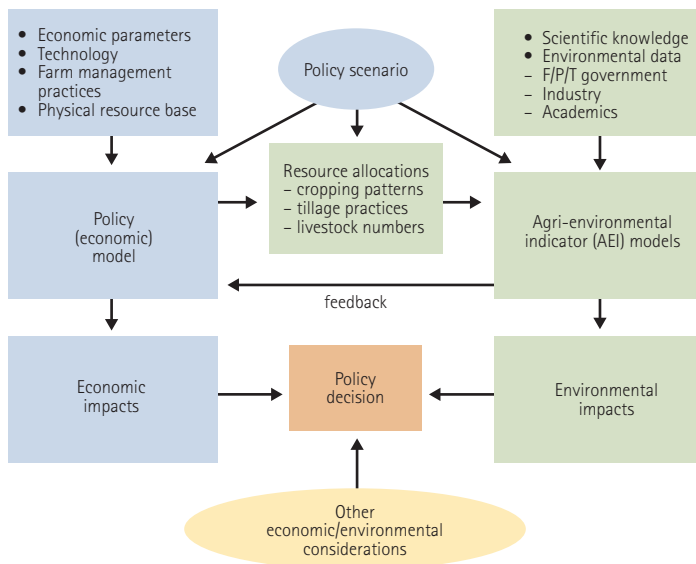 • Economic parameters
• Technology
• Farm management
practices
• Physical resource base
Policy scenario
• Scientific knowledge
• Environmental data
– F/P/T government
– Industry
– Academics
Policy
(economic)
model
Resource allocations
– cropping patterns
– tillage practices
– livestock numbers
Agri-environmental
indicator (AEI) models
feedback
Economic
impacts
Policy
decision
Environmental
impacts
Other
economic/environmental
considerations